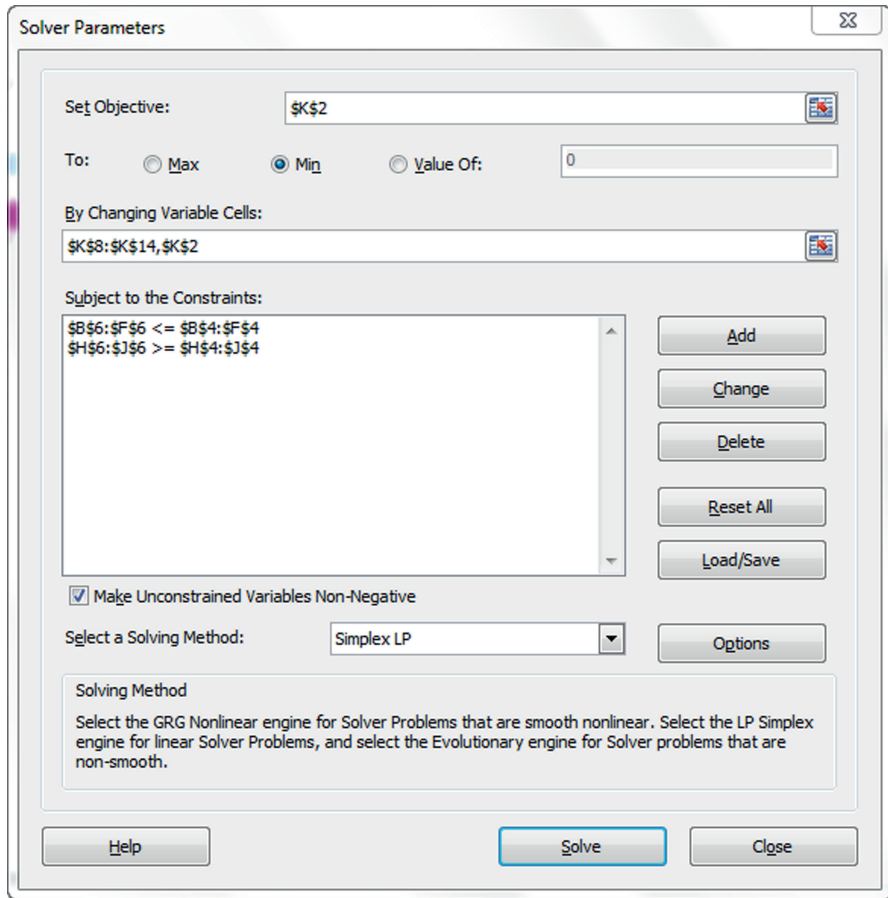 Solver Parameters
Set Objective:
$K$2
To:
Max
Min
Value Of:
0
By Changing Variable Cells:
$K$8:$K$14,$K$2
Subject to the Constraints:
$B$6:$F$6 <= $B$4:$F$4
$H$6:$J$6 >= $H$4:$J$4
Add
Change
Delete
Reset All
Load/Save
Make Unconstrained Variables Non-Negative
Select a Solving Method:
Simplex LP
Options
Solving Method
Select the GRG Nonlinear engine for Solver Problems that are smooth nonlinear. Select the LP Simplex
engine for linear Solver Problems, and select the Evolutionary engine for Solver problems that are
non-smooth.
Help
Solve
Close